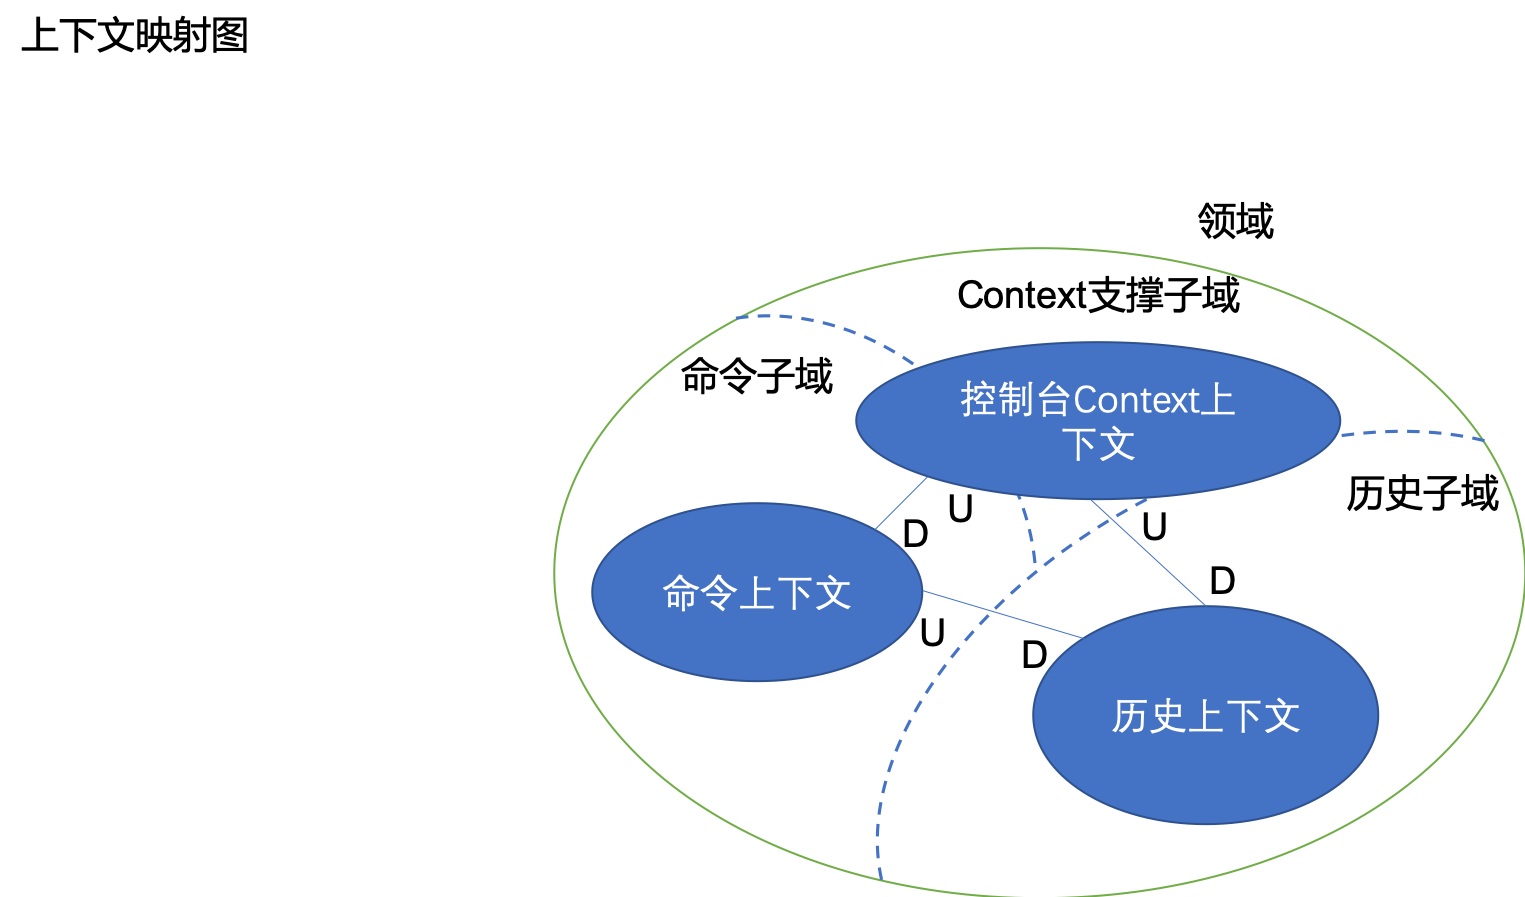 上下文映射图
领域
Context支撑子域
命令子域
控制台Context上
下文
历史子域
U
D
U
D
命令上下文
U
D
历史上下文